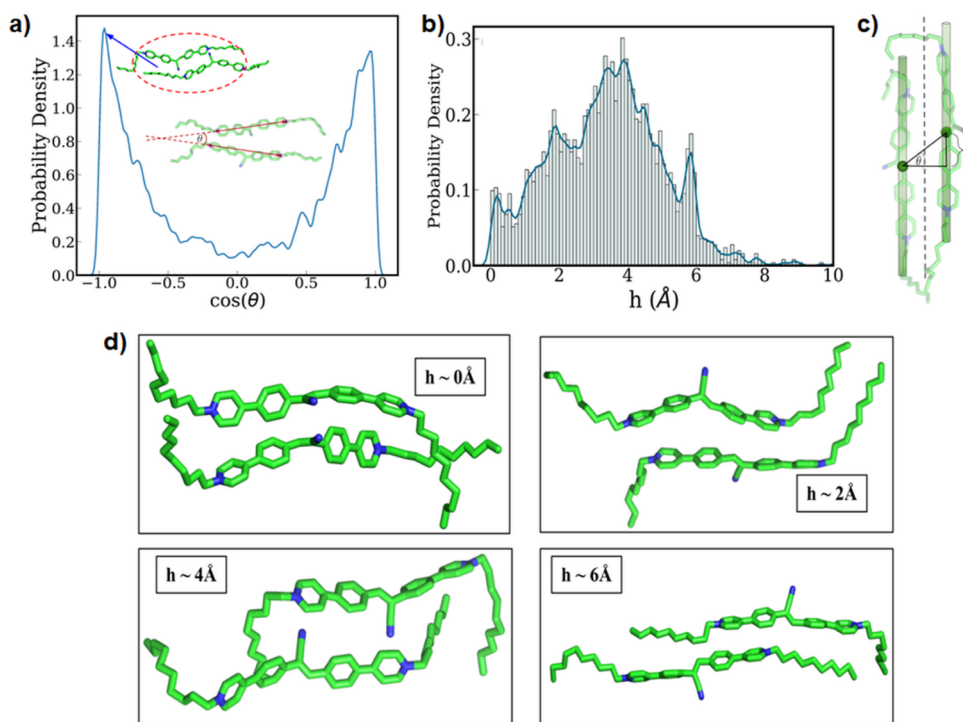 a)
Probability Density
1.4
1.2
1.0
0.8
0.6
0.4
0.2
0.0
−1.0 −0.5 0.0 0.5 1.0
cos(θ)
θ
b)
Probability Density
0.3
0.2
0.1
0.0
0 2 4 6 8 10
h (Å)
c)
θ
d)
h ~ 0Å
h ~ 2Å
h ~ 4Å
h ~ 6Å